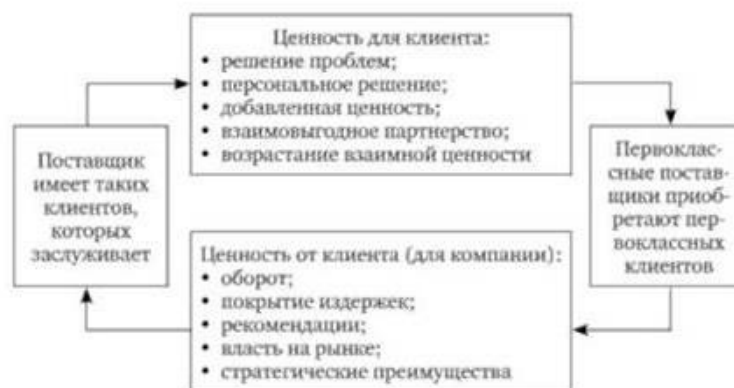 Ценность для клиента:
• решение проблем;
• персональное решение;
• добавленная ценность;
• взаимовыгодное партнерство;
• возрастание взаимной ценности
Поставщик
имеет таких
клиентов,
которых
заслуживает
Первоклас-
сные постав-
щики приоб-
ретают пер-
воклассных
клиентов
Ценность от клиента (для компании):
• оборот;
• покрытие издержек;
• рекомендации;
• власть на рынке;
• стратегические преимущества